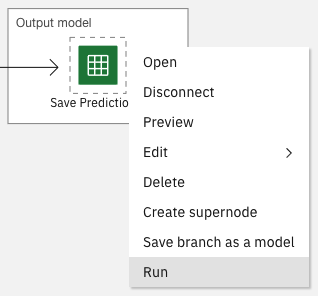 Output model
Save Predictio
Open
Disconnect
Preview
Edit
Delete
Create supernode
Save branch as a model
Run